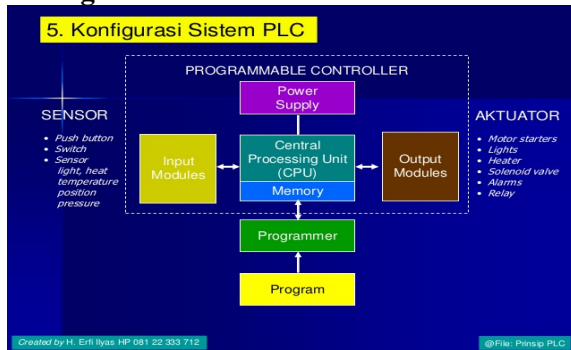 5. Konfigurasi Sistem PLC
PROGRAMMABLE CONTROLLER
Power
Supply
SENSOR
• Push button
• Switch
• Sensor
light, heat
temperature
position
pressure
Input
Modules
Central
Processing Unit
(CPU)
Memory
Output
Modules
AKTUATOR
• Motor starters
• Lights
• Heater
• Solenoid valve
• Alarms
• Relay
Programmer
Program
Created by H. Erfi Ilyas HP 081 22 333 712
@File: Prinsip PLC